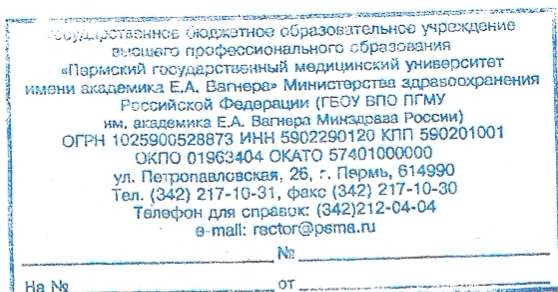 Государственное бюджетное образовательное учреждение
высшего профессионального образования
«Пермский государственный медицинский университет
имени академика Е.А. Вагнера» Министерства здравоохранения
Российской Федерации (ГБОУ ВПО ПГМУ
им. академика Е.А. Вагнера Минздрава России)
ОГРН 1025900528873 ИНН 5902290120 КПП 590201001
ОКПО 01963404 ОКАТО 57401000000
ул. Петропавловская, 26, г. Пермь, 614990
Тел. (342) 217-10-31, факс (342) 217-10-30
Телефон для справок: (342)212-04-04
e-mail: rector@psma.ru
№
На № от